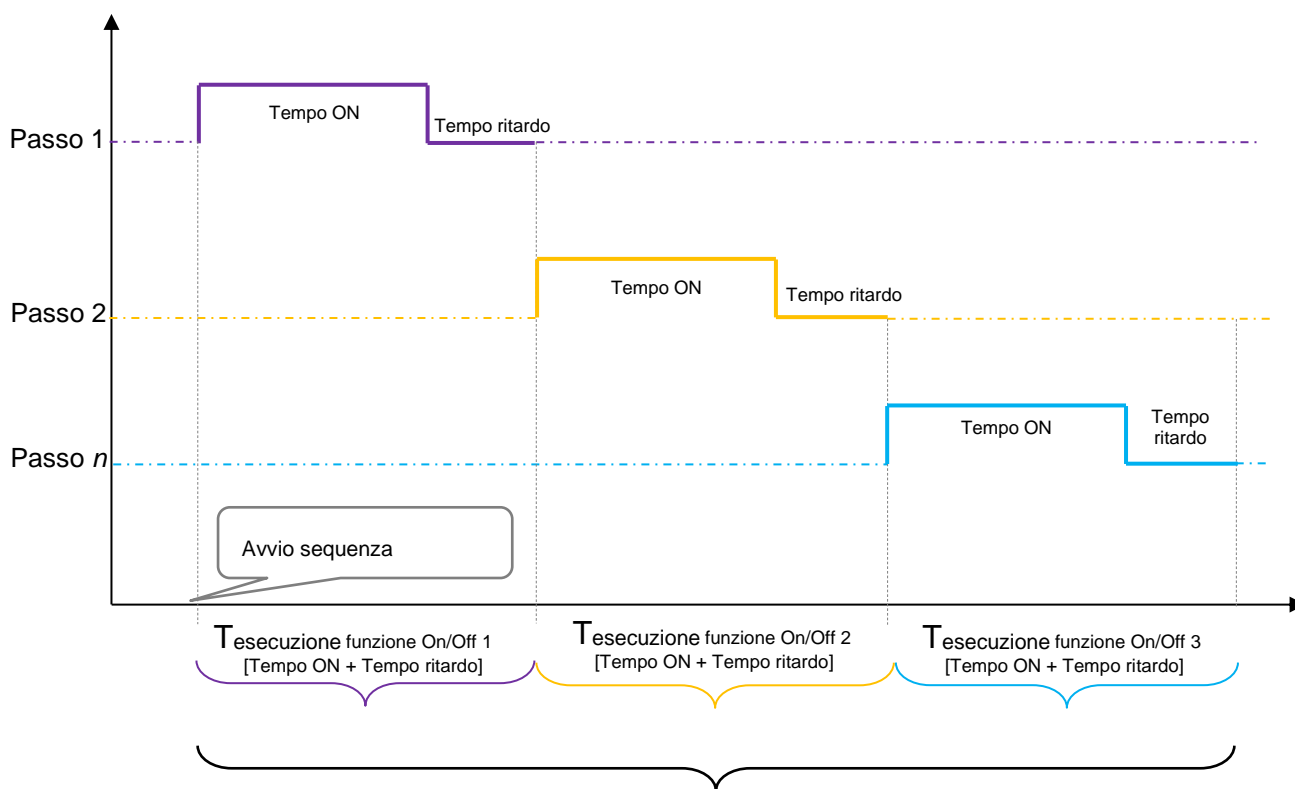 Tempo ON
Tempo ritardo
Passo 1
Tempo ON
Tempo ritardo
Passo 2
Tempo ON
Tempo
ritardo
Passo n
Avvio sequenza
Tesecuzione funzione On/Off 1
[Tempo ON + Tempo ritardo]
Tesecuzione funzione On/Off 2
[Tempo ON + Tempo ritardo]
Tesecuzione funzione On/Off 3
[Tempo ON + Tempo ritardo]